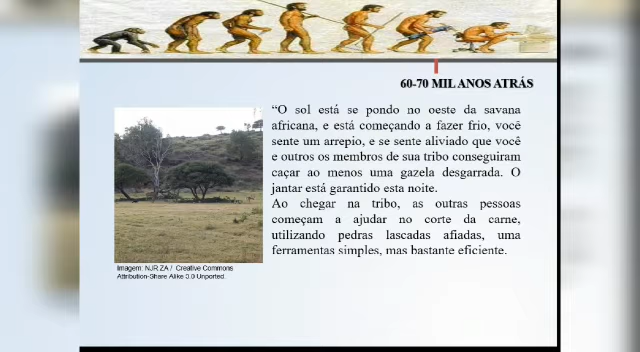 60-70 MIL ANOS ATRÁS
“O sol está se pondo no oeste da savana
africana, e está começando a fazer frio, você
sente um arrepio, e se sente aliviado que você
e outros os membros de sua tribo conseguiram
caçar ao menos uma gazela desgarrada. O
jantar está garantido esta noite.
Ao chegar na tribo, as outras pessoas
começam a ajudar no corte da carne,
utilizando pedras lascadas afiadas, uma
ferramentas simples, mas bastante eficiente.
Imagem: NJR ZA / Creative Commons
Attribution-Share Alike 3.0 Unported.